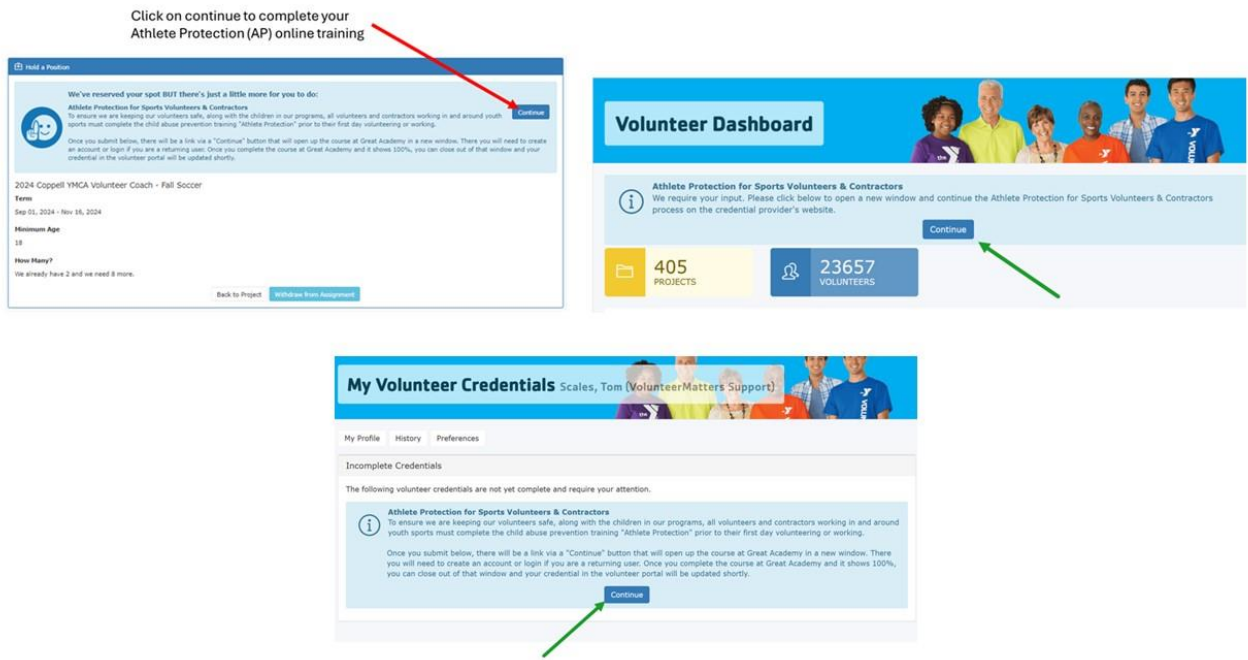 Click on continue to complete your
Athlete Protection (AP) online training
Hold a Position
We've reserved your spot BUT there's just a little more for you to do:
Athlete Protection for Sports Volunteers & Contractors
To ensure we are keeping our volunteers safe, along with the children in our programs, all volunteers and contractors working in and around youth
sports must complete the child abuse prevention training "Athlete Protection" prior to their first day volunteering or working.
Continue
Once you submit below, there will be a link via a "Continue" button that will open up the course at Great Academy in a new window. There you will need to create
an account or login if you are a returning user. Once you complete the course at Great Academy and it shows 100%, you can close out of that window and your
credential in the volunteer portal will be updated shortly.
2024 Coppell YMCA Volunteer Coach - Fall Soccer
Term
Sep 01, 2024 - Nov 16, 2024
Minimum Age
18
How Many?
We already have 2 and we need 8 more.
Back to Project
Withdraw from Assignment
Volunteer Dashboard
the
Y
VOLUN
Athlete Protection for Sports Volunteers & Contractors
We require your input. Please click below to open a new window and continue the Athlete Protection for Sports Volunteers & Contractors
process on the credential provider's website.
Continue
405
PROJECTS
23657
VOLUNTEERS
My Volunteer Credentials Scales, Tom (VolunteerMatters Support)
the
Y
VOLUN
My Profile History Preferences
Incomplete Credentials
The following volunteer credentials are not yet complete and require your attention.
Athlete Protection for Sports Volunteers & Contractors
To ensure we are keeping our volunteers safe, along with the children in our programs, all volunteers and contractors working in and around
youth sports must complete the child abuse prevention training "Athlete Protection" prior to their first day volunteering or working.
Once you submit below, there will be a link via a "Continue" button that will open up the course at Great Academy in a new window. There
you will need to create an account or login if you are a returning user. Once you complete the course at Great Academy and it shows 100%,
you can close out of that window and your credential in the volunteer portal will be updated shortly.
Continue